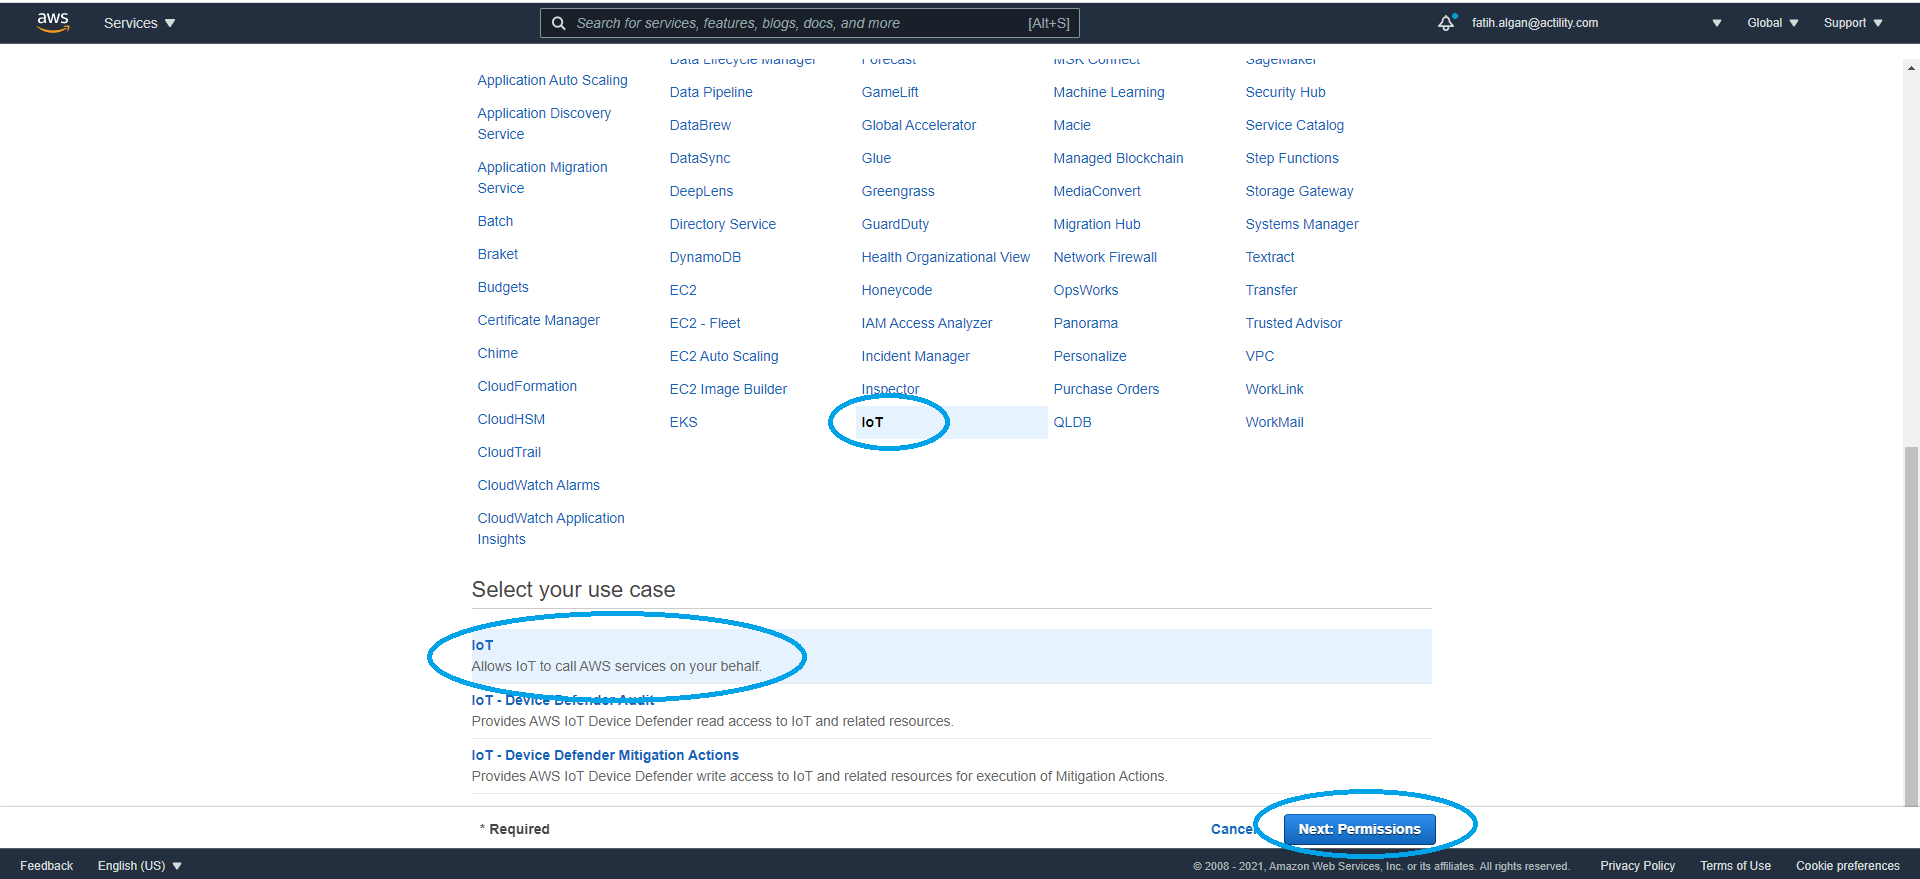 aws
Services
Search for services, features, blogs, docs, and more
[Alt+S]
fatih.algan@actility.com
Global
Support
Application Auto Scaling
Application Discovery
Service
Application Migration
Service
Batch
Braket
Budgets
Certificate Manager
Chime
CloudFormation
CloudHSM
CloudTrail
CloudWatch Alarms
CloudWatch Application
Insights
Data Lifecycle Manager
Data Pipeline
DataBrew
DataSync
DeepLens
Directory Service
DynamoDB
EC2
EC2 - Fleet
EC2 Auto Scaling
EC2 Image Builder
EKS
Forecast
GameLift
Global Accelerator
Glue
Greengrass
GuardDuty
Health Organizational View
Honeycode
IAM Access Analyzer
Incident Manager
Inspector
IoT
MSK Connect
Machine Learning
Macie
Managed Blockchain
MediaConvert
Migration Hub
Network Firewall
OpsWorks
Panorama
Personalize
Purchase Orders
QLDB
SageMaker
Security Hub
Service Catalog
Step Functions
Storage Gateway
Systems Manager
Textract
Transfer
Trusted Advisor
VPC
WorkLink
WorkMail
Select your use case
IoT
Allows IoT to call AWS services on your behalf.
IoT - Device Defender Audit
Provides AWS IoT Device Defender read access to IoT and related resources.
IoT - Device Defender Mitigation Actions
Provides AWS IoT Device Defender write access to IoT and related resources for execution of Mitigation Actions.
* Required
Cancel
Next: Permissions
Feedback
English (US)
© 2008 - 2021, Amazon Web Services, Inc. or its affiliates. All rights reserved.
Privacy Policy
Terms of Use
Cookie preferences